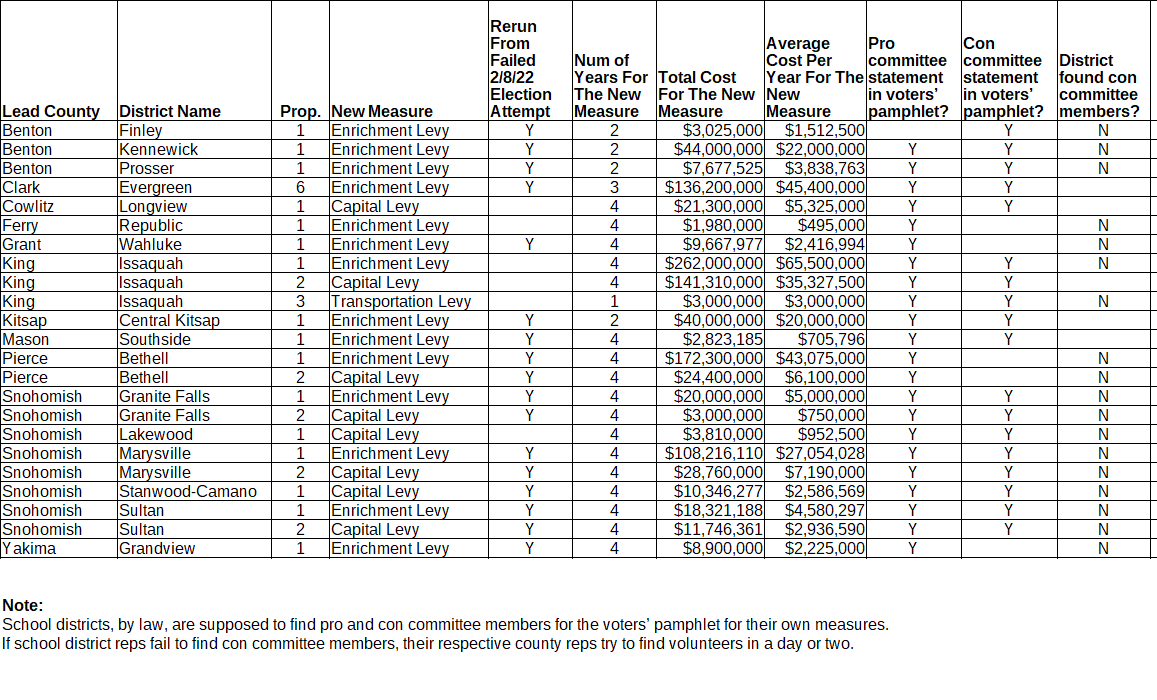 Lead County District Name Prop. New Measure Rerun From Failed 2/8/22 Election Attempt Num of Years For The New Measure Total Cost For The New Measure Average Cost Per Year For The New Measure Pro committee statement in voters’ pamphlet? Con committee statement in voters’ pamphlet? District found con committee members?
Benton Finley 1 Enrichment Levy Y 2 $3,025,000 $1,512,500 Y N
Benton Kennewick 1 Enrichment Levy Y 2 $44,000,000 $22,000,000 Y Y N
Benton Prosser 1 Enrichment Levy Y 2 $7,677,525 $3,838,763 Y Y N
Clark Evergreen 6 Enrichment Levy Y 3 $136,200,000 $45,400,000 Y Y
Cowlitz Longview 1 Capital Levy 4 $21,300,000 $5,325,000 Y Y
Ferry Republic 1 Enrichment Levy 4 $1,980,000 $495,000 Y N
Grant Wahluke 1 Enrichment Levy Y 4 $9,667,977 $2,416,994 Y N
King Issaquah 1 Enrichment Levy 4 $262,000,000 $65,500,000 Y Y N
King Issaquah 2 Capital Levy 4 $141,310,000 $35,327,500 Y Y
King Issaquah 3 Transportation Levy 1 $3,000,000 $3,000,000 Y Y N
Kitsap Central Kitsap 1 Enrichment Levy Y 2 $40,000,000 $20,000,000 Y Y
Mason Southside 1 Enrichment Levy Y 4 $2,823,185 $705,796 Y Y
Pierce Bethell 1 Enrichment Levy Y 4 $172,300,000 $43,075,000 Y N
Pierce Bethell 2 Capital Levy Y 4 $24,400,000 $6,100,000 Y N
Snohomish Granite Falls 1 Enrichment Levy Y 4 $20,000,000 $5,000,000 Y Y N
Snohomish Granite Falls 2 Capital Levy Y 4 $3,000,000 $750,000 Y Y N
Snohomish Lakewood 1 Capital Levy 4 $3,810,000 $952,500 Y Y N
Snohomish Marysville 1 Enrichment Levy Y 4 $108,216,110 $27,054,028 Y Y N
Snohomish Marysville 2 Capital Levy Y 4 $28,760,000 $7,190,000 Y Y N
Snohomish Stanwood-Camano 1 Capital Levy Y 4 $10,346,277 $2,586,569 Y Y N
Snohomish Sultan 1 Enrichment Levy Y 4 $18,321,188 $4,580,297 Y Y N
Snohomish Sultan 2 Capital Levy Y 4 $11,746,361 $2,936,590 Y Y N
Yakima Grandview 1 Enrichment Levy Y 4 $8,900,000 $2,225,000 Y N
Note:
School districts, by law, are supposed to find pro and con committee members for the voters’ pamphlet for their own measures.
If school district reps fail to find con committee members, their respective county reps try to find volunteers in a day or two.